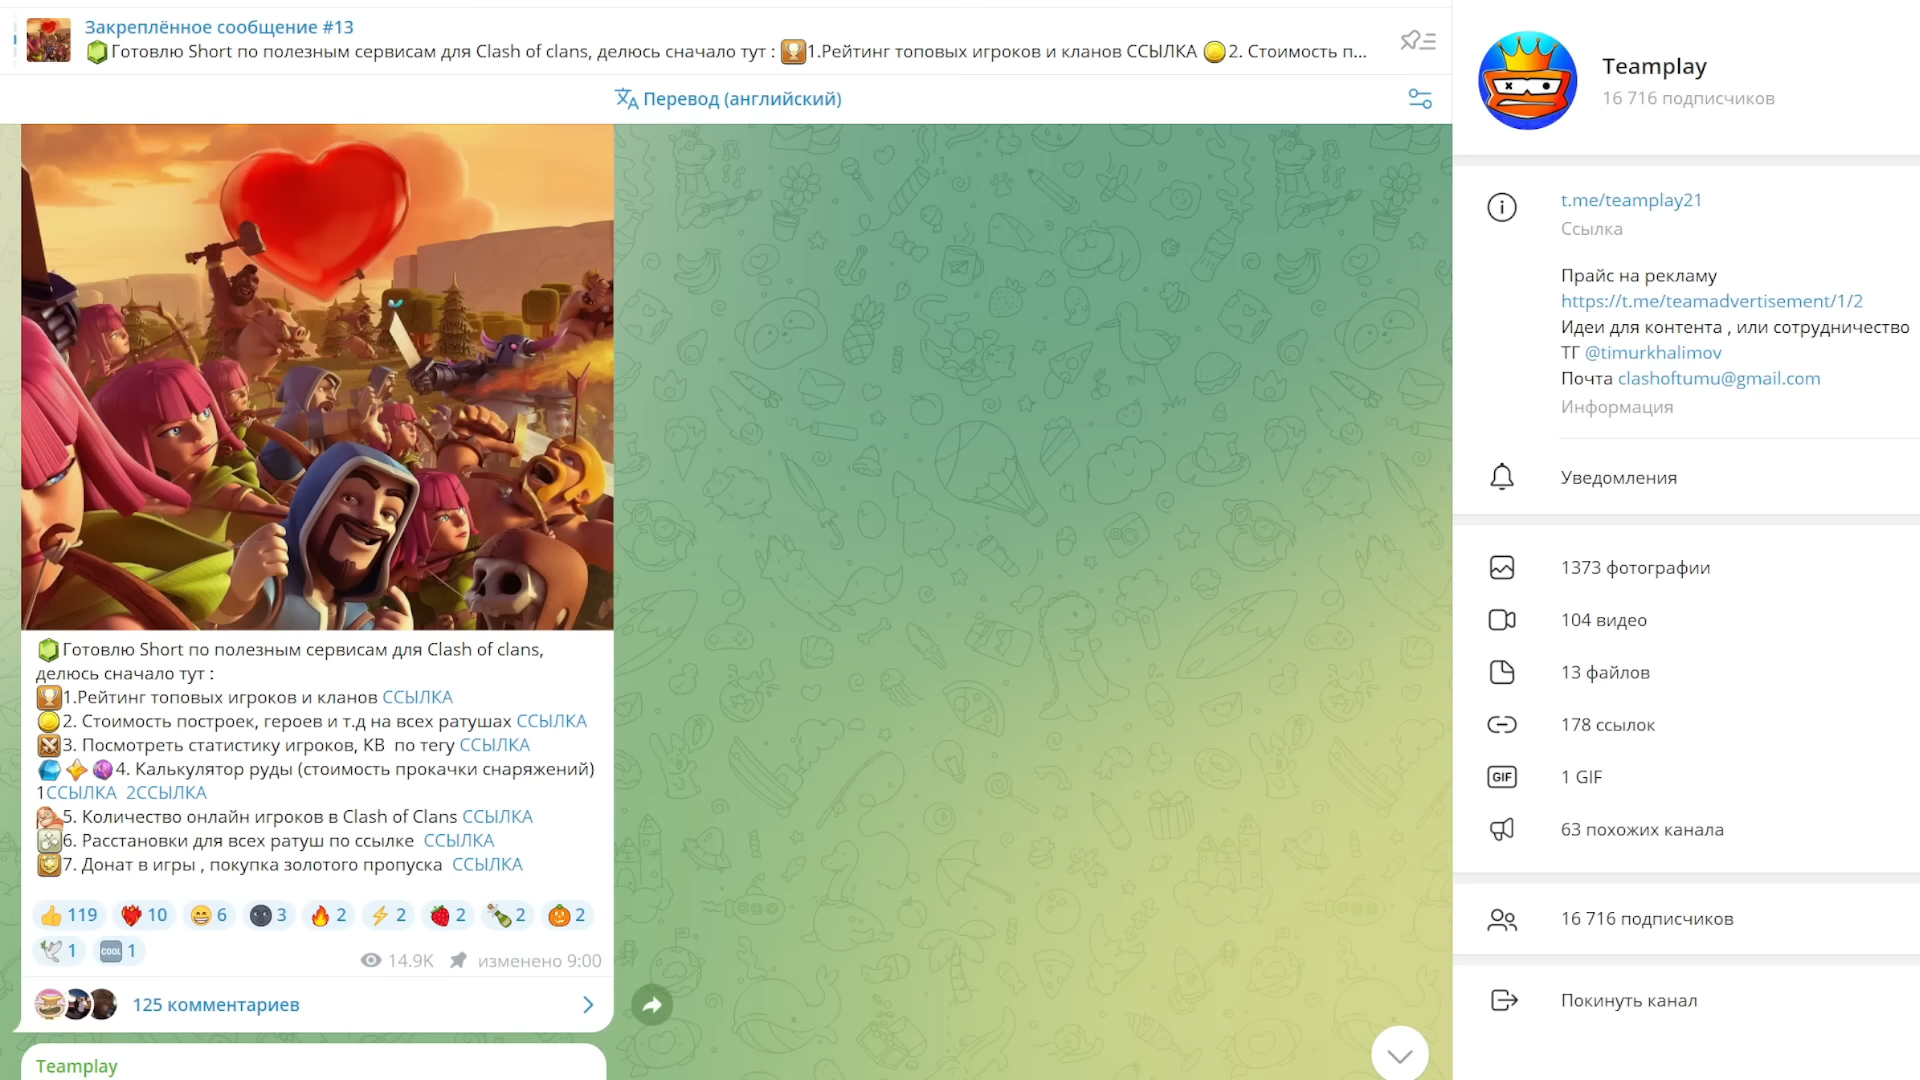 Закреплённое сообщение #13
Готовлю Short по полезным сервисам для Clash of clans, делюсь сначало тут : 1.Рейтинг топовых игроков и кланов ССЫЛКА 2. Стоимость п...
Перевод (английский)
Готовлю Short по полезным сервисам для Clash of clans,
делюсь сначало тут :
1.Рейтинг топовых игроков и кланов ССЫЛКА
2. Стоимость построек, героев и т.д на всех ратушах ССЫЛКА
3. Посмотреть статистику игроков, КВ по тегу ССЫЛКА
4. Калькулятор руды (стоимость прокачки снаряжений)
1ССЫЛКА 2ССЫЛКА
5. Количество онлайн игроков в Clash of Clans ССЫЛКА
6. Расстановки для всех ратуш по ссылке ССЫЛКА
7. Донат в игры , покупка золотого пропуска ССЫЛКА
119 10 6 3 2 2 2 2 2
1 COOL 1
14.9K изменено 9:00
125 комментариев
Teamplay
Teamplay
16 716 подписчиков
t.me/teamplay21
Ссылка
Прайс на рекламу
https://t.me/teamadvertisement/1/2
Идеи для контента , или сотрудничество
ТГ @timurkhalimov
Почта clashoftumu@gmail.com
Информация
Уведомления
1373 фотографии
104 видео
13 файлов
178 ссылок
GIF 1 GIF
63 похожих канала
16 716 подписчиков
Покинуть канал